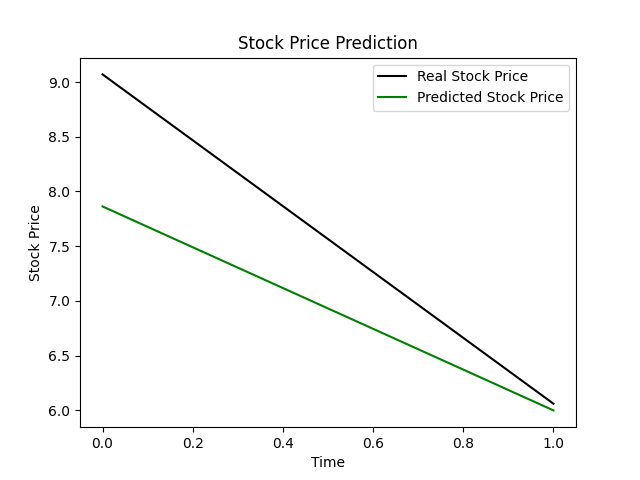 Stock Price Prediction
Real Stock Price
Predicted Stock Price
9.0
8.5
8.0
7.5
7.0
6.5
6.0
Stock Price
0.0 0.2 0.4 0.6 0.8 1.0
Time